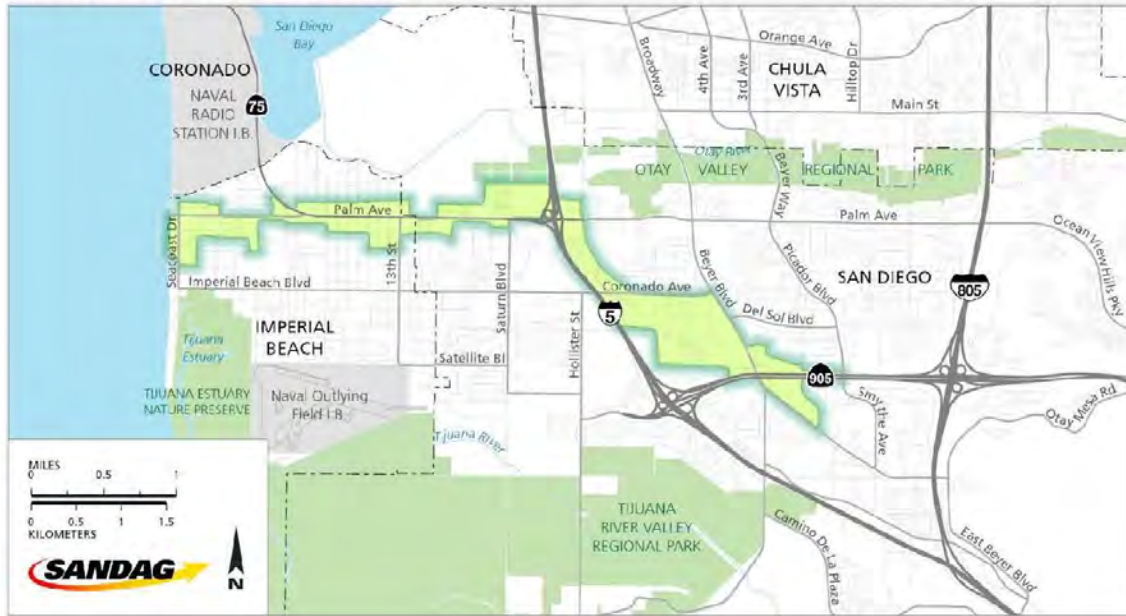 San Diego
Bay
CORONADO
NAVAL
RADIO
STATION I.B.
75
Orange Ave
Broadway
4th Ave
3rd Ave
CHULA
VISTA
Hilltop Dr
Main St
Otay River
OTAY VALLEY REGIONAL PARK
Beyer Way
Palm Ave
Palm Ave
Seacoast Dr
13th St
Imperial Beach Blvd
Saturn Blvd
Coronado Ave
Beyer Blvd
Picador Blvd
SAN DIEGO
Ocean View Hills Pky
805
5
Del Sol Blvd
Hollister St
IMPERIAL
BEACH
Tijuana
Estuary
Satellite Bl
TIJUANA ESTUARY
NATURE PRESERVE
Naval Outlying
Field I.B.
905
Smythe Ave
Otay Mesa Rd
Tijuana River
TIJUANA
RIVER VALLEY
REGIONAL PARK
Camino De La Plaza
East Beyer Blvd
MILES
0 0.5 1
0 0.5 1 1.5
KILOMETERS
SANDAG
N